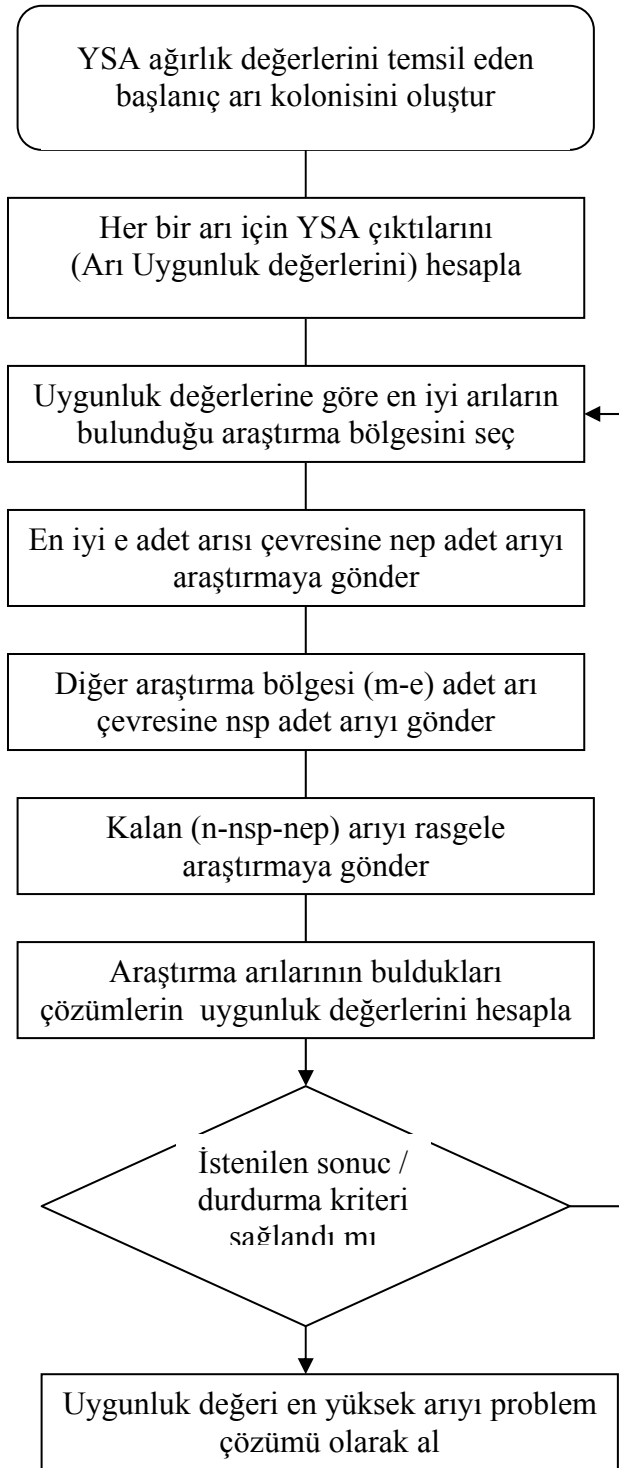 YSA ağırlık değerlerini temsil eden
başlanıç arı kolonisini oluştur
Her bir arı için YSA çıktılarını
(Arı Uygunluk değerlerini) hesapla
Uygunluk değerlerine göre en iyi arıların
bulunduğu araştırma bölgesini seç
En iyi e adet arısı çevresine nep adet arıyı
araştırmaya gönder
Diğer araştırma bölgesi (m-e) adet arı
çevresine nsp adet arıyı gönder
Kalan (n-nsp-nep) arıyı rasgele
araştırmaya gönder
Araştırma arılarının buldukları
çözümlerin uygunluk değerlerini hesapla
İstenilen sonuc /
durdurma kriteri
sağlandı mı
Uygunluk değeri en yüksek arıyı problem
çözümü olarak al